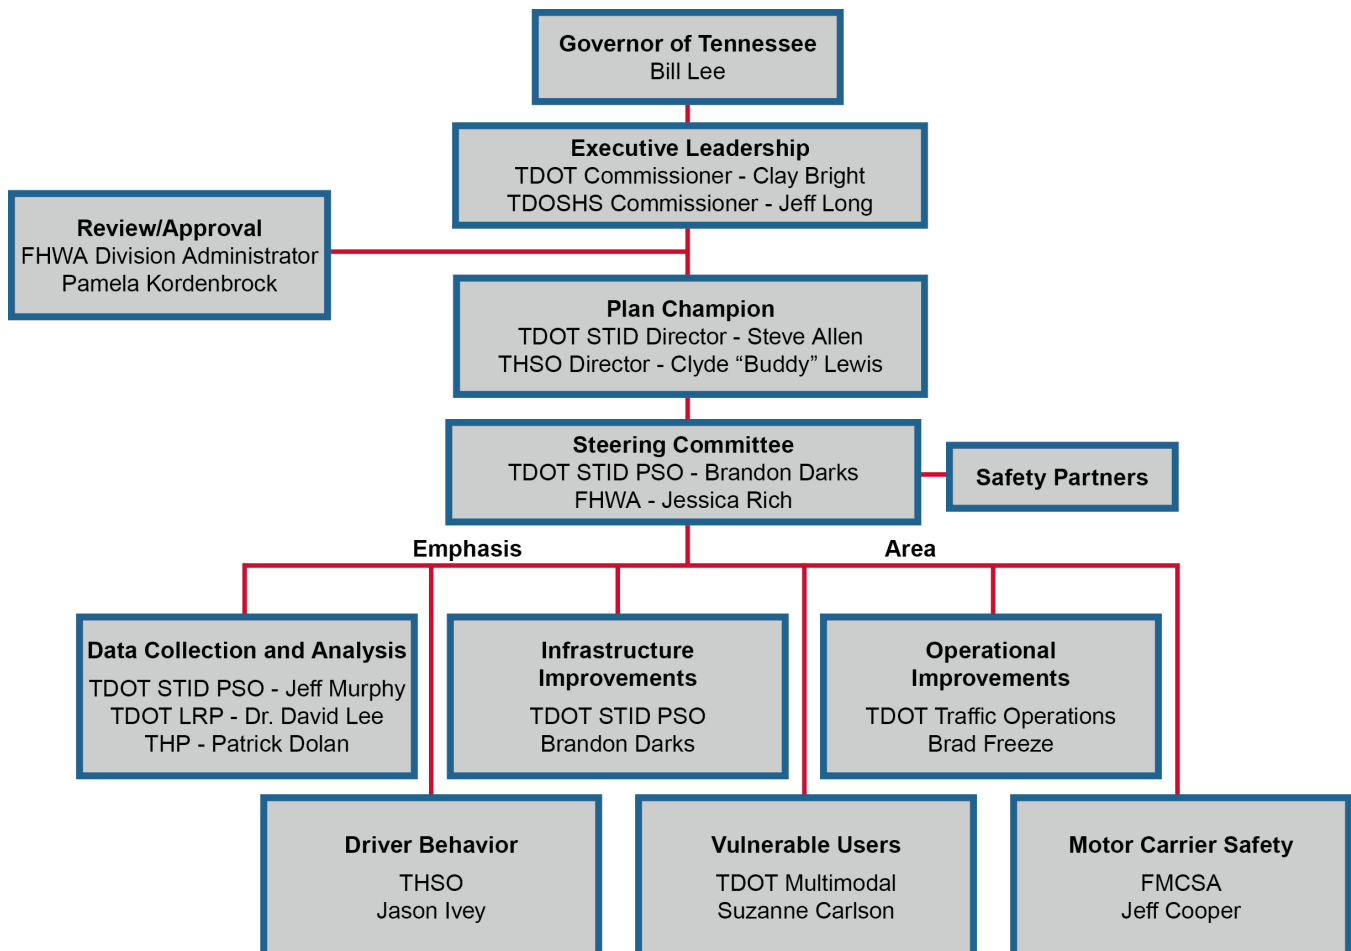 Governor of Tennessee
Bill Lee
Executive Leadership
TDOT Commissioner - Clay Bright
TDOSHS Commissioner - Jeff Long
Review/Approval
FHWA Division Administrator
Pamela Kordenbrock
Plan Champion
TDOT STID Director - Steve Allen
THSO Director - Clyde “Buddy” Lewis
Steering Committee
TDOT STID PSO - Brandon Darks
FHWA - Jessica Rich
Safety Partners
Emphasis Area
Data Collection and Analysis
TDOT STID PSO - Jeff Murphy
TDOT LRP - Dr. David Lee
THP - Patrick Dolan
Infrastructure
Improvements
TDOT STID PSO
Brandon Darks
Operational
Improvements
TDOT Traffic Operations
Brad Freeze
Driver Behavior
THSO
Jason Ivey
Vulnerable Users
TDOT Multimodal
Suzanne Carlson
Motor Carrier Safety
FMCSA
Jeff Cooper